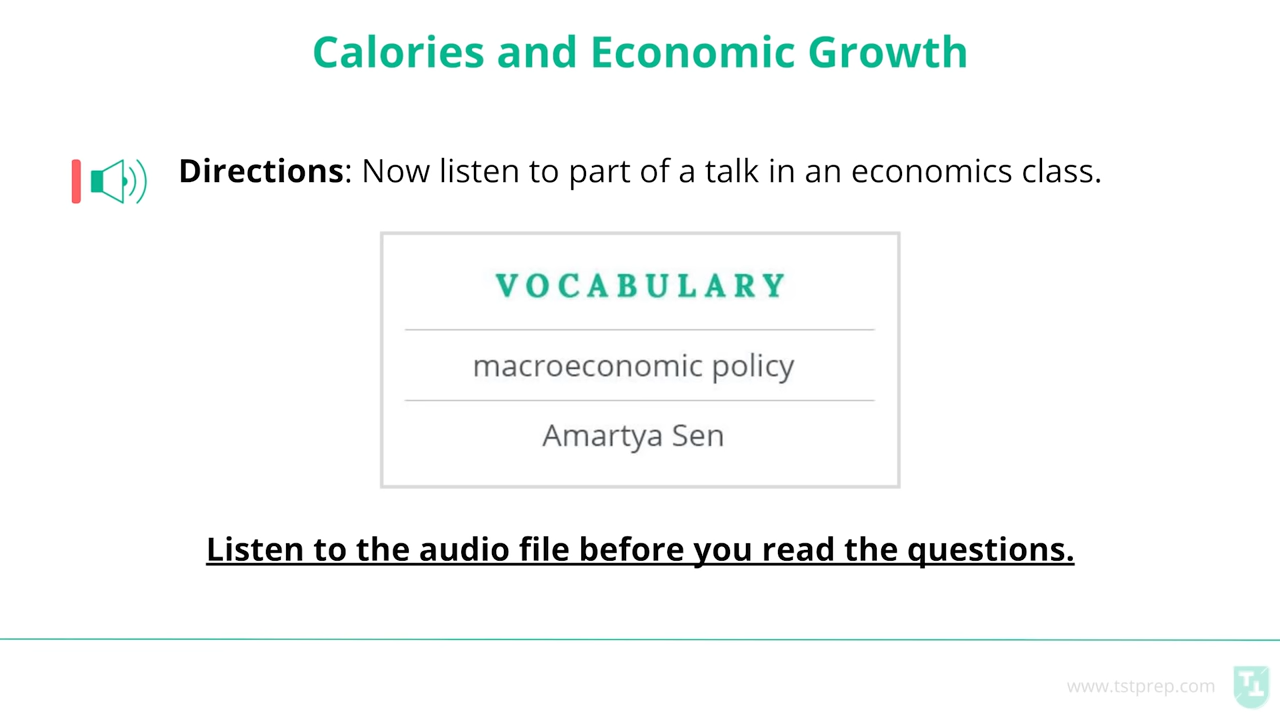 Calories and Economic Growth
Directions: Now listen to part of a talk in an economics class.
VOCABULARY
macroeconomic policy
Amartya Sen
Listen to the audio file before you read the questions.
www.tstprep.com